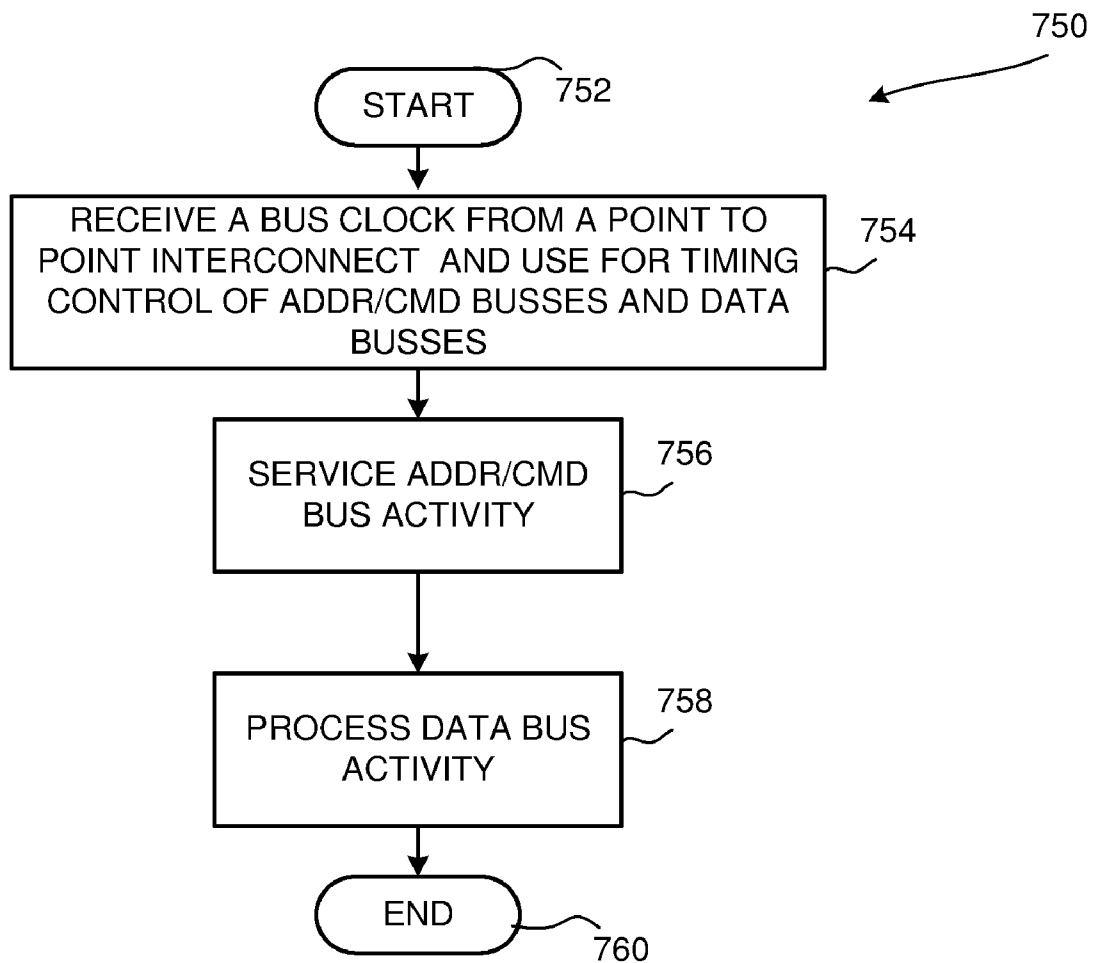 750
752
START
RECEIVE A BUS CLOCK FROM A POINT TO
POINT INTERCONNECT AND USE FOR TIMING
CONTROL OF ADDR/CMD BUSSES AND DATA
BUSSES
754
SERVICE ADDR/CMD
BUS ACTIVITY
756
PROCESS DATA BUS
ACTIVITY
758
END
760